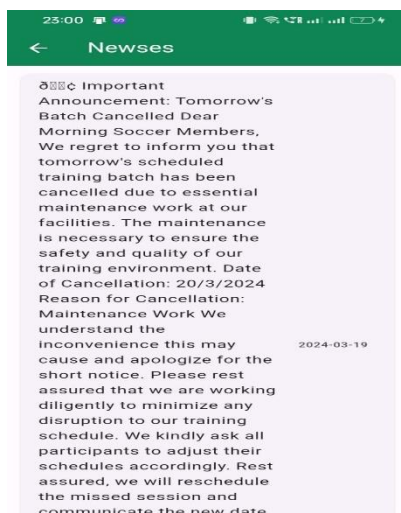 23:00
← Newses
ð Important
Announcement: Tomorrow's
Batch Cancelled Dear
Morning Soccer Members,
We regret to inform you that
tomorrow's scheduled
training batch has been
cancelled due to essential
maintenance work at our
facilities. The maintenance
is necessary to ensure the
safety and quality of our
training environment. Date
of Cancellation: 20/3/2024
Reason for Cancellation:
Maintenance Work We
understand the
inconvenience this may
2024-03-19
cause and apologize for the
short notice. Please rest
assured that we are working
diligently to minimize any
disruption to our training
schedule. We kindly ask all
participants to adjust their
schedules accordingly. Rest
assured, we will reschedule
the missed session and
communicate the new date